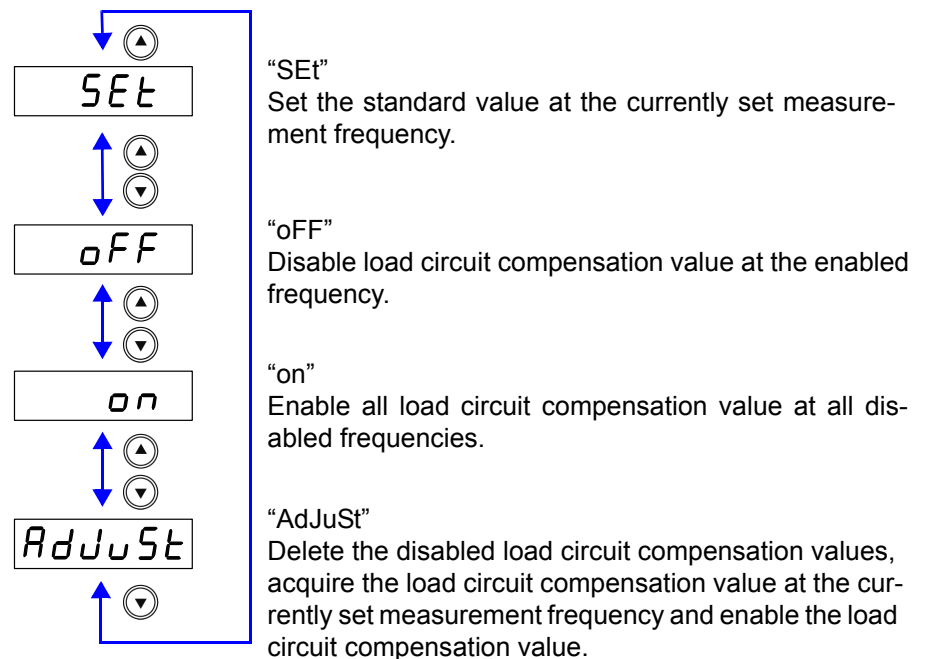 SEt
“SEt”
Set the standard value at the currently set measure-
ment frequency.
oFF
“oFF”
Disable load circuit compensation value at the enabled
frequency.
on
“on”
Enable all load circuit compensation value at all dis-
abled frequencies.
AdJuSt
“AdJuSt”
Delete the disabled load circuit compensation values,
acquire the load circuit compensation value at the cur-
rently set measurement frequency and enable the load
circuit compensation value.